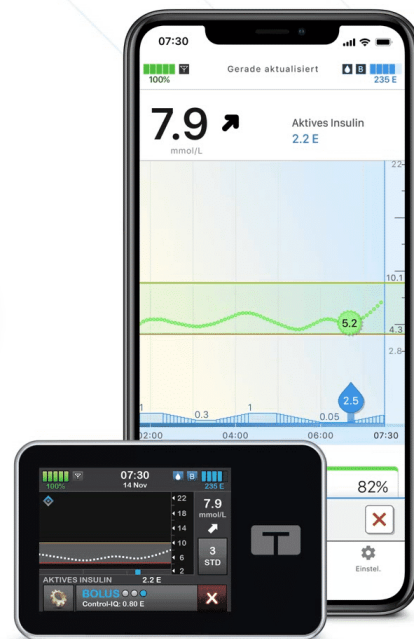 07:30
100%
Gerade aktualisiert
B
235 E
7.9
mmol/L
Aktives Insulin
2.2 E
22
10.1
5.2
4.3
2.8
2.5
1
0.3
1
0.05
02:00
04:00
06:00
07:30
82%
Einstel.
100%
07:30
14 Nov
B
235 E
22
18
14
10
6
2
7.9
mmol/L
3
STD
AKTIVES INSULIN
2.2 E
BOLUS
Control-IQ: 0.80 E
T